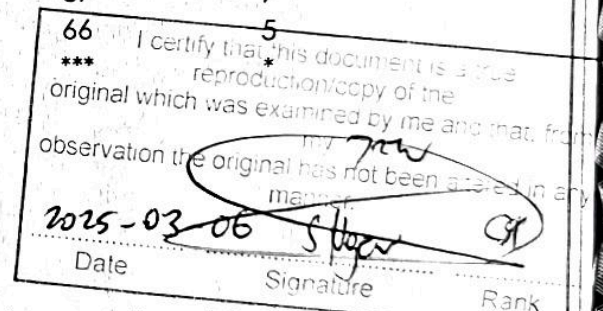 66 5
*** *
I certify that this document is a true
reproduction/copy of the
original which was examined by me and that, from
my
observation the original has not been altered in any
manner.
2025-03-06
Date Signature Rank